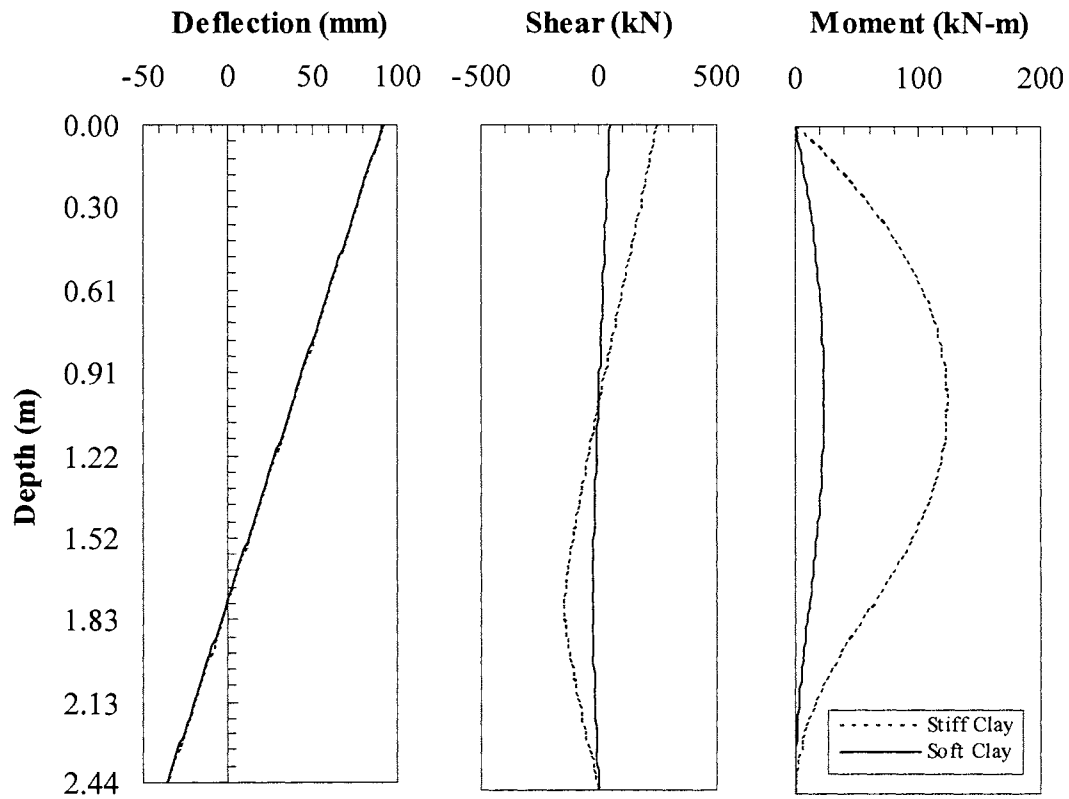 Deflection (mm) Shear (kN) Moment (kN-m)
-50 0 50 100 -500 0 500 0 100 200
0.00
0.30
0.61
0.91
1.22
1.52
1.83
2.13
2.44
Depth (m)
Stiff Clay
Soft Clay